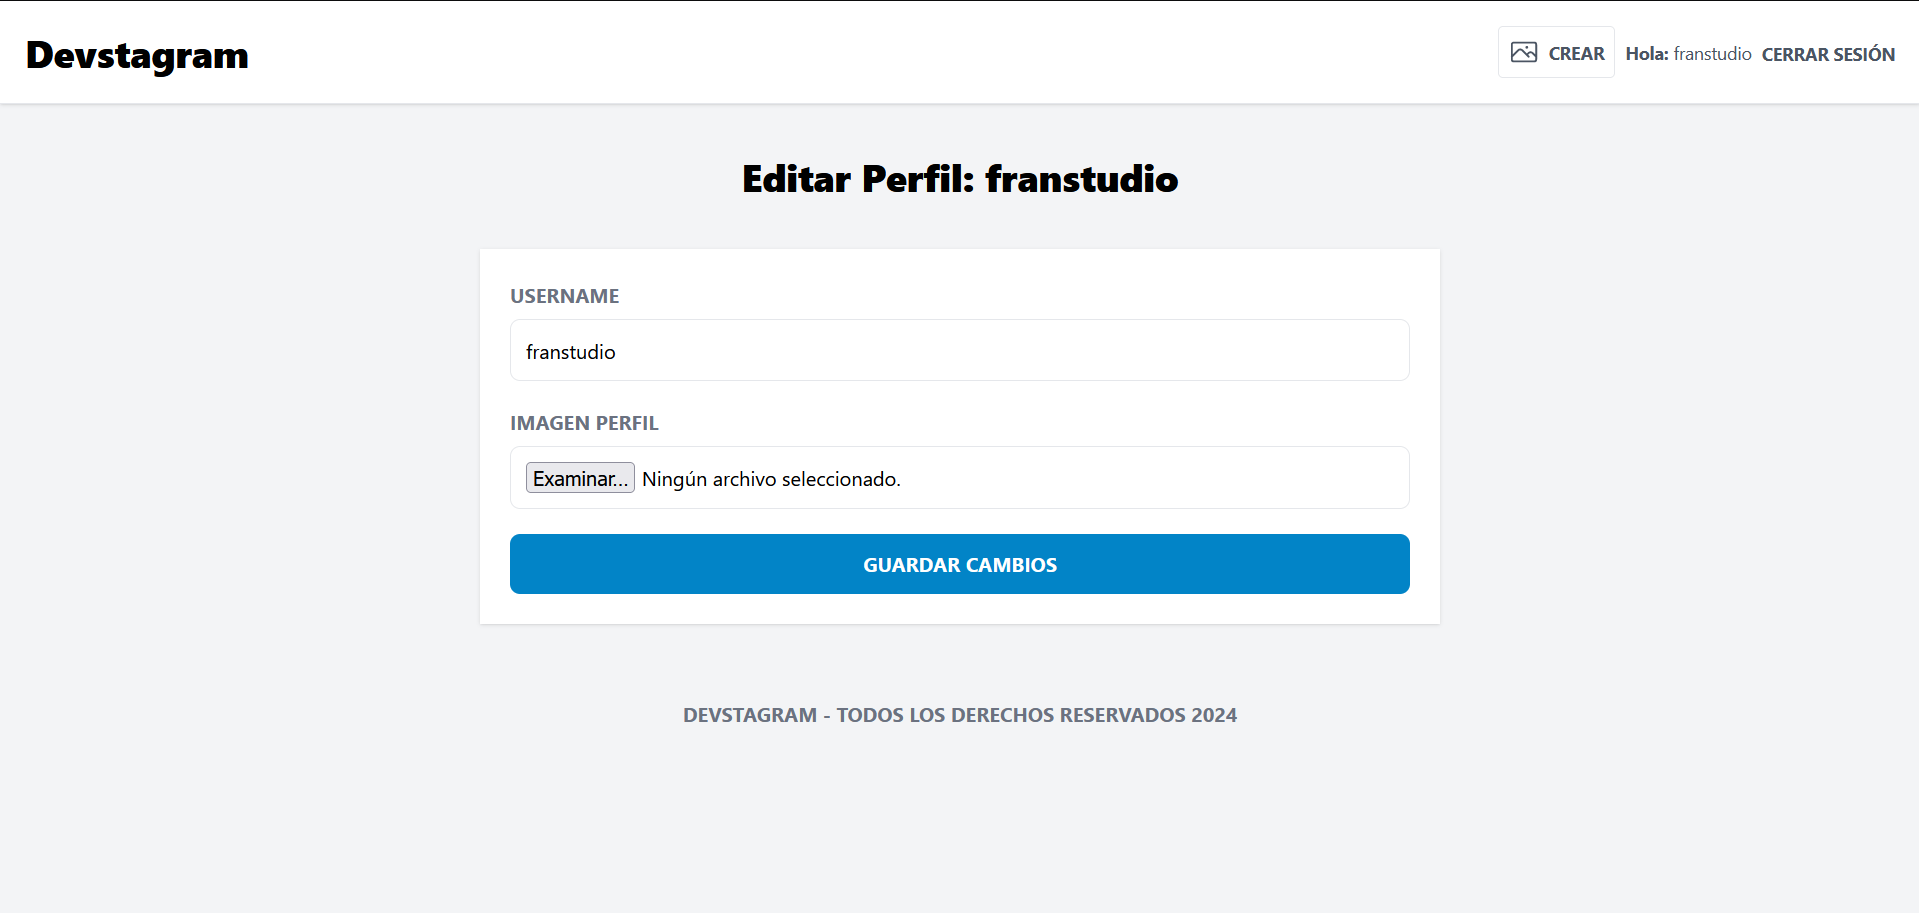 Devstagram
CREAR Hola: franstudio CERRAR SESIÓN
Editar Perfil: franstudio
USERNAME
franstudio
IMAGEN PERFIL
Examinar... Ningún archivo seleccionado.
GUARDAR CAMBIOS
DEVSTAGRAM - TODOS LOS DERECHOS RESERVADOS 2024